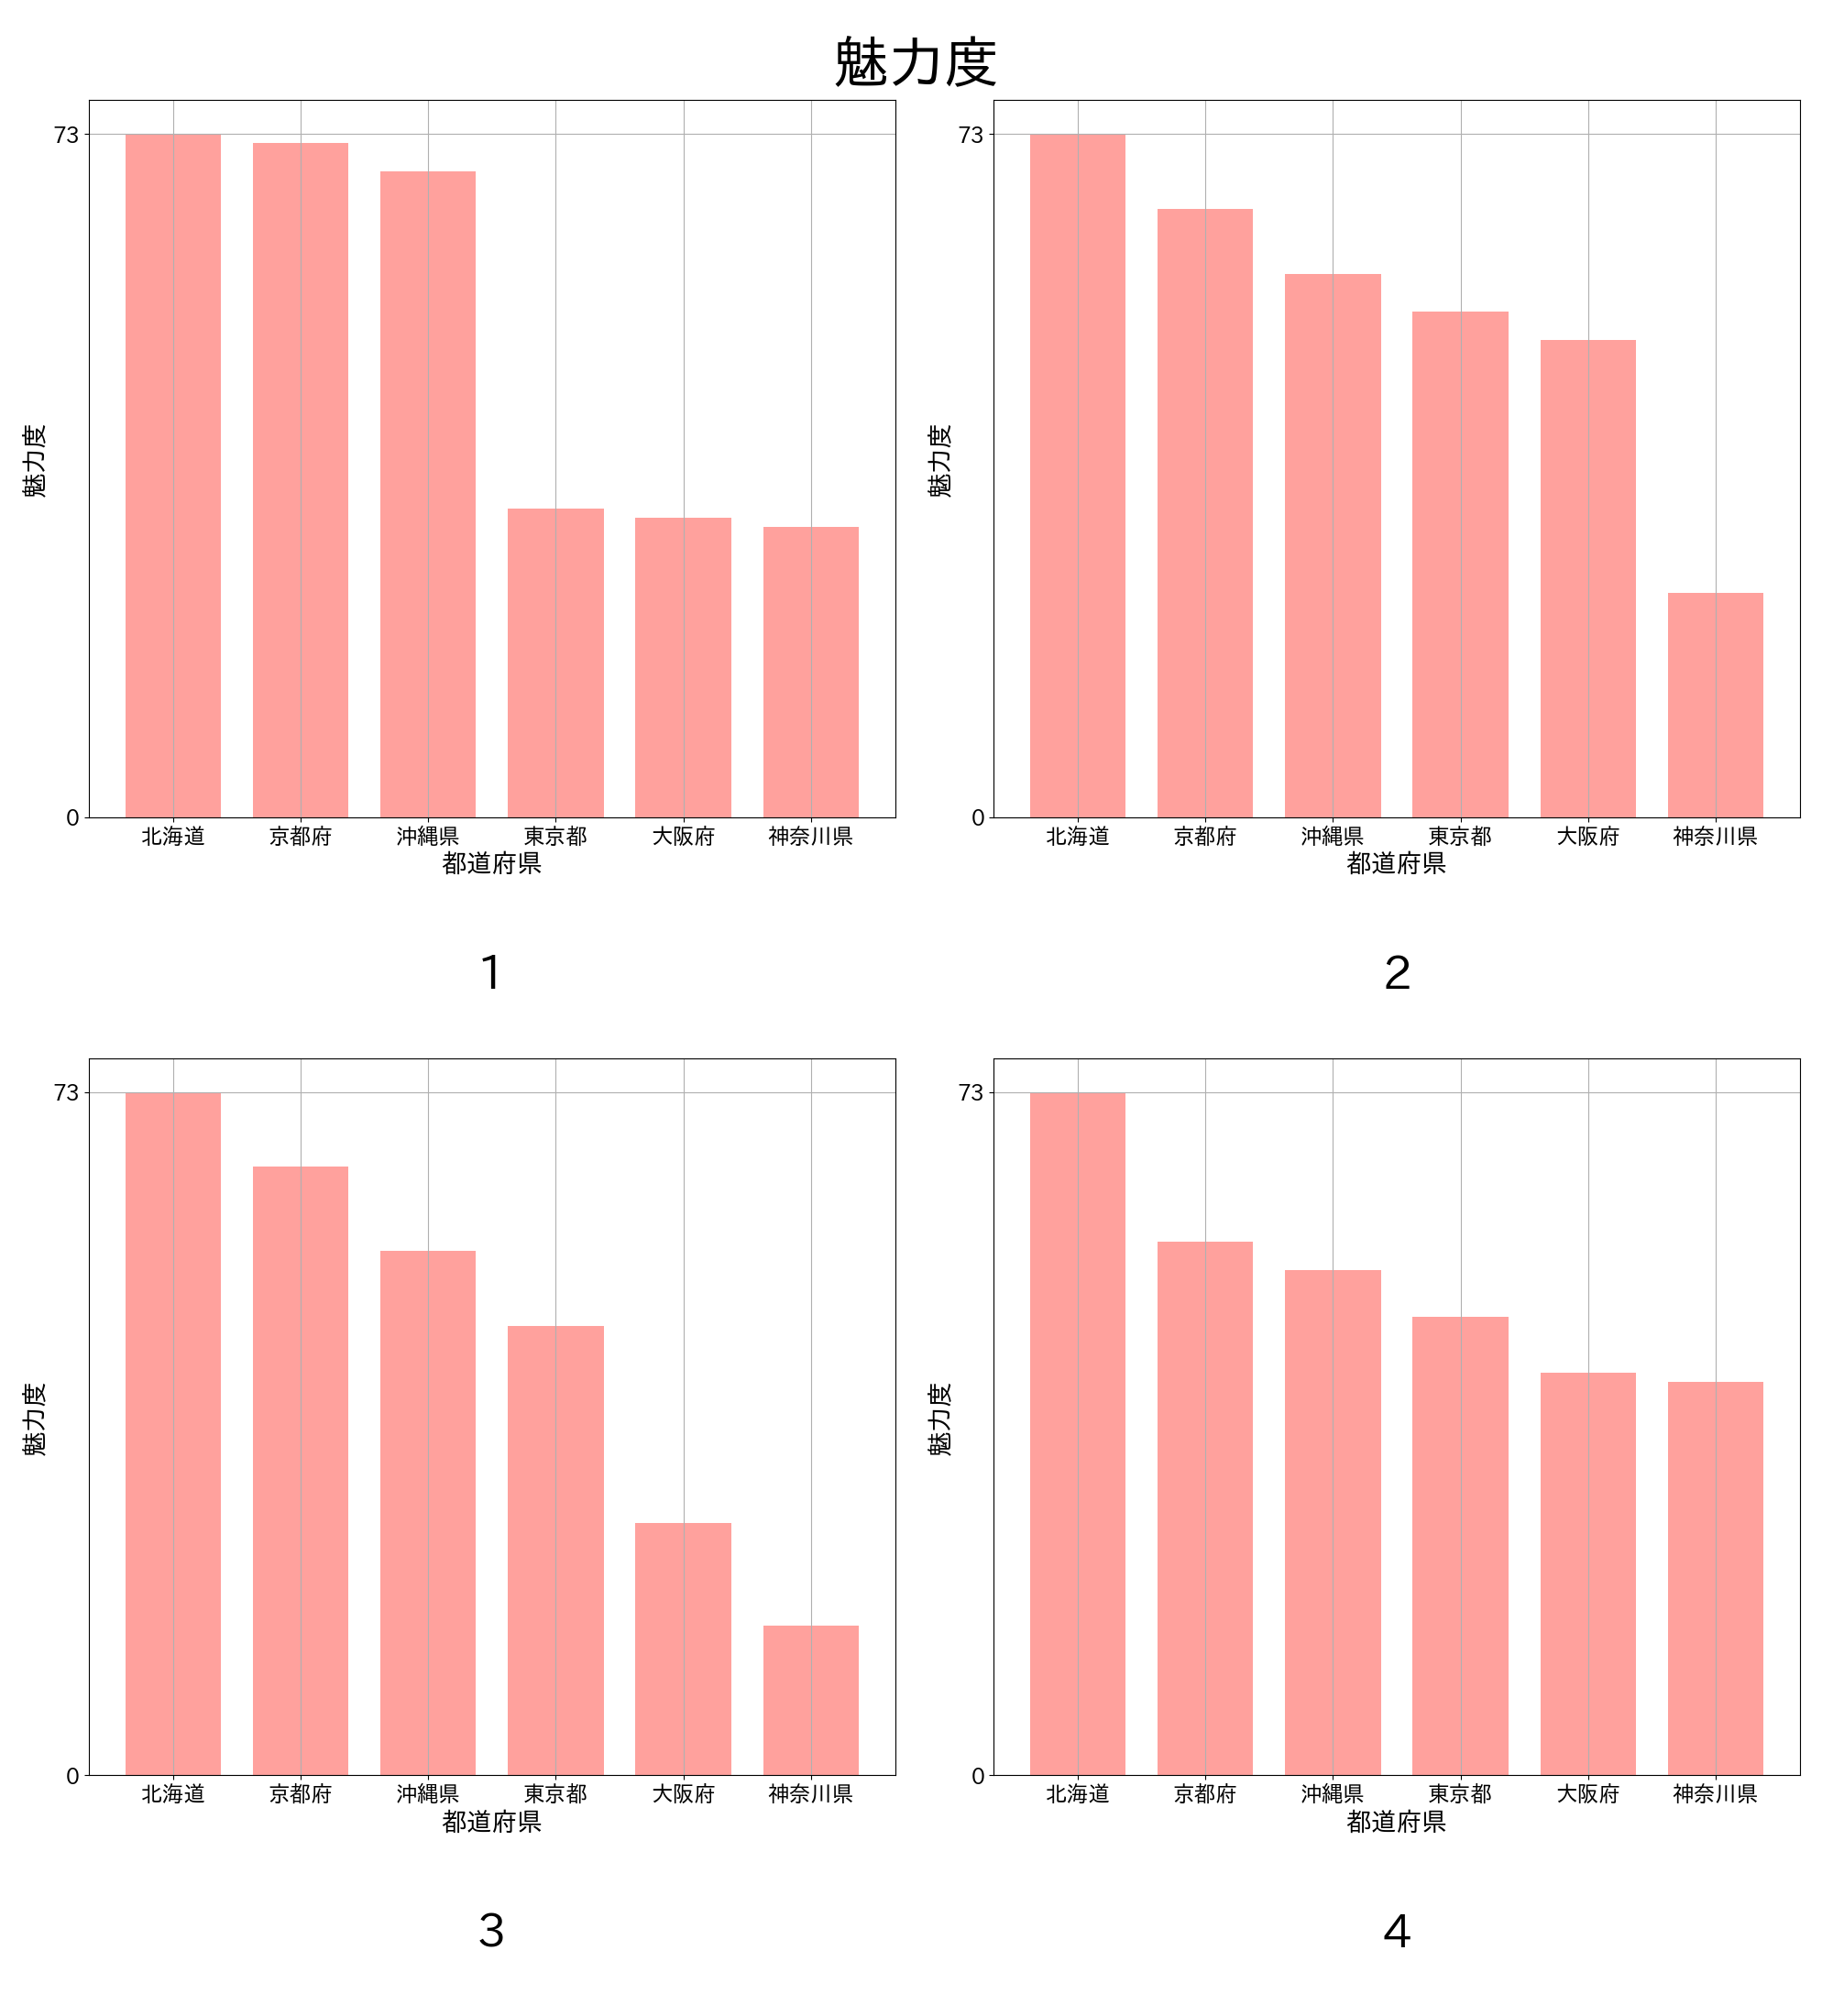 魅力度
73
0
魅力度
北海道 京都府 沖縄県 東京都 大阪府 神奈川県
都道府県
1
73
0
魅力度
北海道 京都府 沖縄県 東京都 大阪府 神奈川県
都道府県
2
73
0
魅力度
北海道 京都府 沖縄県 東京都 大阪府 神奈川県
都道府県
3
73
0
魅力度
北海道 京都府 沖縄県 東京都 大阪府 神奈川県
都道府県
4